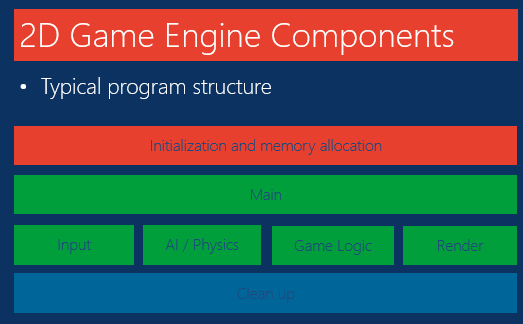 2D Game Engine Components
• Typical program structure
Initialization and memory allocation
Main
Input
AI / Physics
Game Logic
Render
Clean up